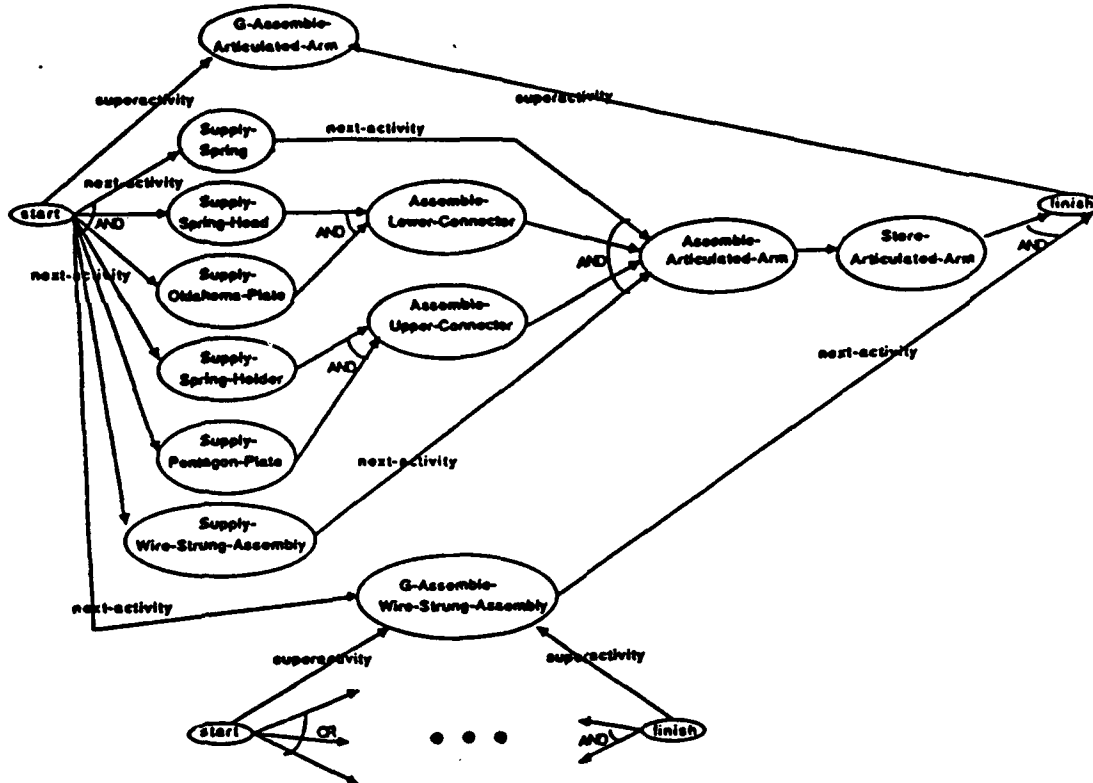 G-Assemble-
Articulated-Arm
superactivity
superactivity
Supply-
Spring
next-activity
next-activity
start
AND
Supply-
Spring-Head
AND
Assemble-
Lower-Connector
finish
AND
next-activity
Supply-
Oklahoma-Plate
AND
Assemble-
Articulated-Arm
Store-
Articulated-Arm
Assemble-
Upper-Connector
Supply-
Spring-Holder
AND
next-activity
Supply-
Pentagon-Plate
next-activity
Supply-
Wire-Strung-Assembly
G-Assemble-
Wire-Strung-Assembly
next-activity
superactivity
superactivity
start
OR
AND
finish